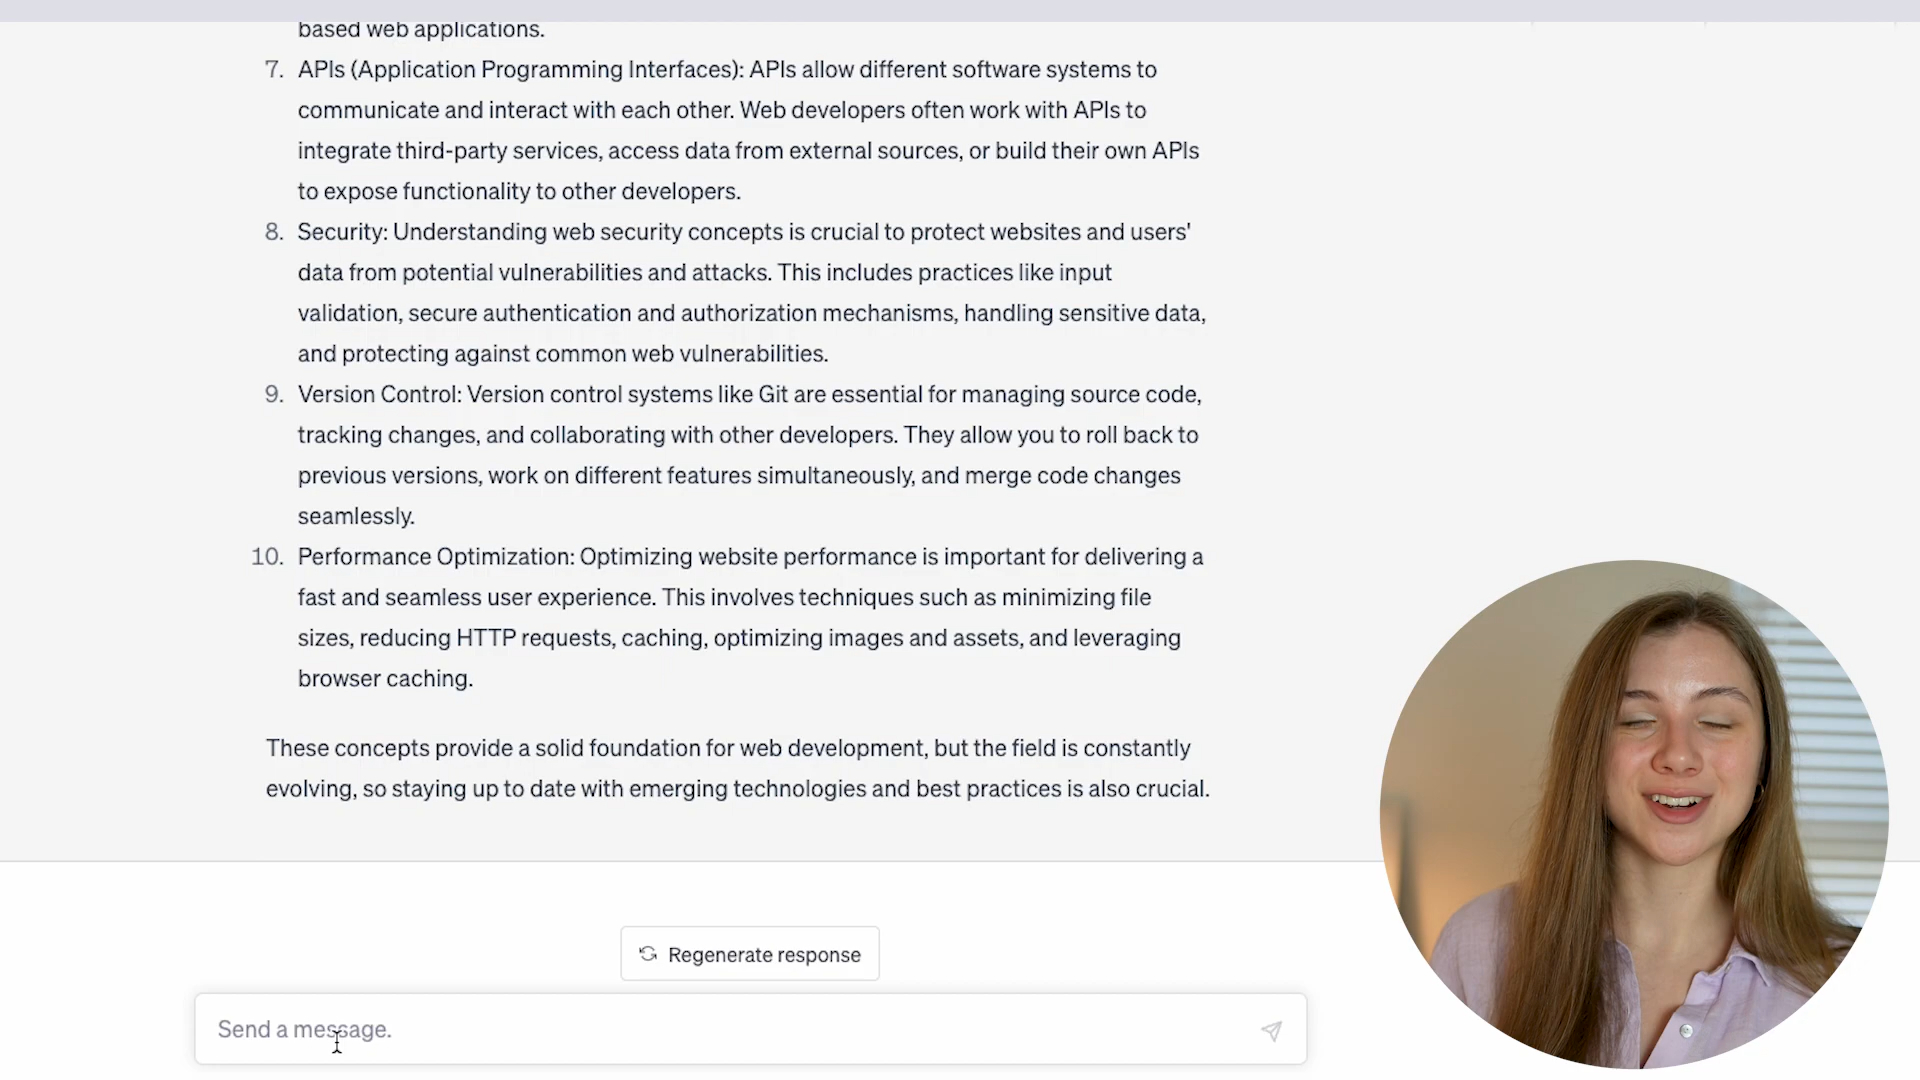 based web applications.
7. APIs (Application Programming Interfaces): APIs allow different software systems to
communicate and interact with each other. Web developers often work with APIs to
integrate third-party services, access data from external sources, or build their own APIs
to expose functionality to other developers.
8. Security: Understanding web security concepts is crucial to protect websites and users'
data from potential vulnerabilities and attacks. This includes practices like input
validation, secure authentication and authorization mechanisms, handling sensitive data,
and protecting against common web vulnerabilities.
9. Version Control: Version control systems like Git are essential for managing source code,
tracking changes, and collaborating with other developers. They allow you to roll back to
previous versions, work on different features simultaneously, and merge code changes
seamlessly.
10. Performance Optimization: Optimizing website performance is important for delivering a
fast and seamless user experience. This involves techniques such as minimizing file
sizes, reducing HTTP requests, caching, optimizing images and assets, and leveraging
browser caching.
These concepts provide a solid foundation for web development, but the field is constantly
evolving, so staying up to date with emerging technologies and best practices is also crucial.
Regenerate response
Send a message.